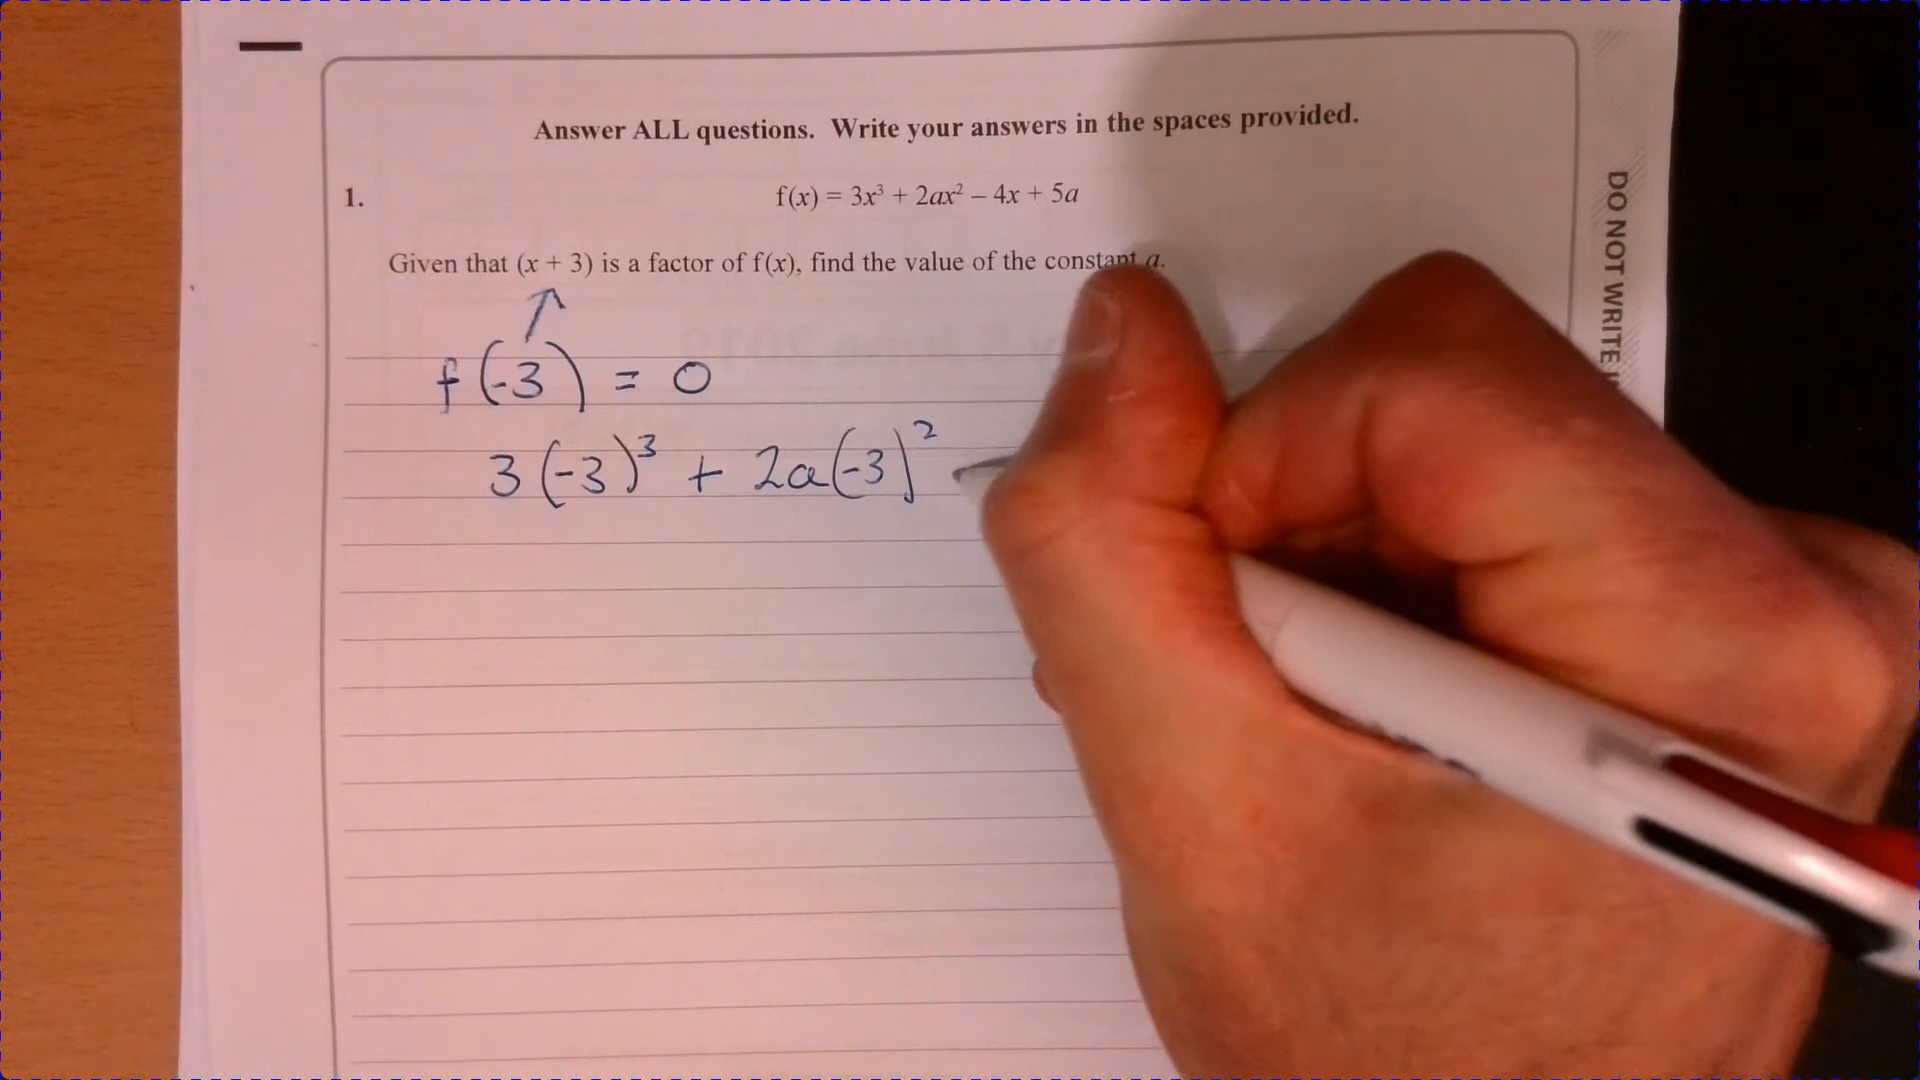 Answer ALL questions. Write your answers in the spaces provided.
1.
f(x) = 3x³ + 2ax² – 4x + 5a
Given that (x + 3) is a factor of f(x), find the value of the constant a.
f(-3) = 0
3(-3)³ + 2a(-3)²
DO NOT WRITE